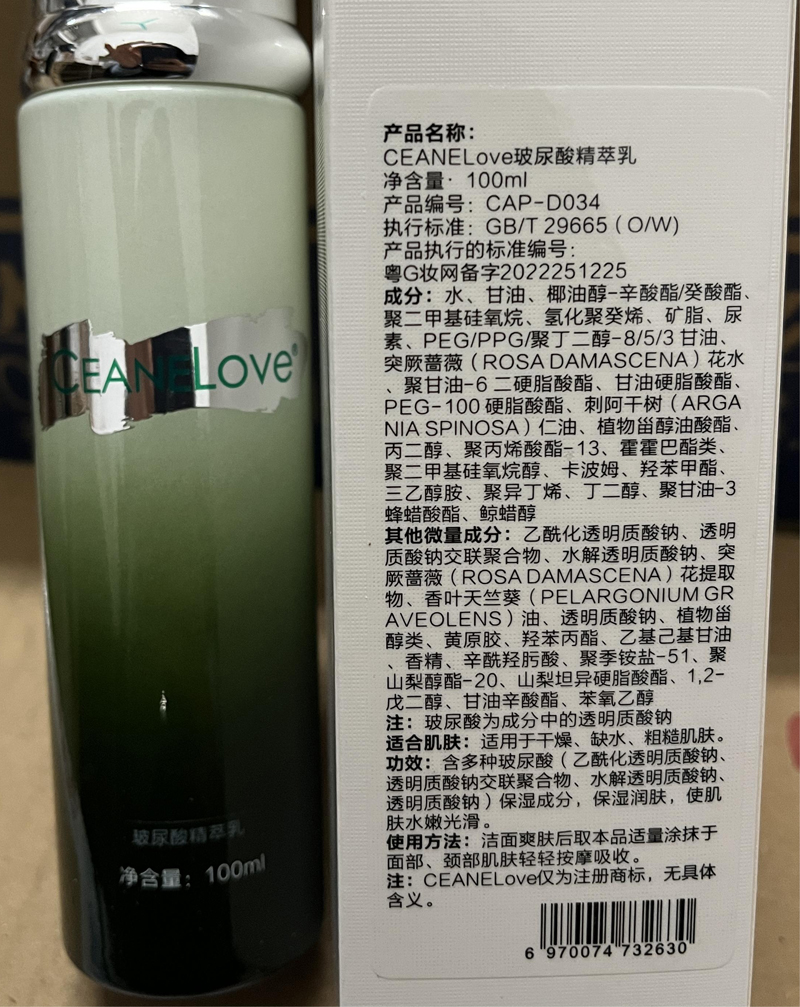 CEANELOVE®
玻尿酸精萃乳
净含量：100ml
产品名称：
CEANELove玻尿酸精萃乳
净含量· 100ml
产品编号：CAP-D034
执行标准：GB/T 29665（O/W）
产品执行的标准编号：
粤G妆网备字2022251225
成分：水、甘油、椰油醇-辛酸酯/癸酸酯、
聚二甲基硅氧烷、氢化聚癸烯、矿脂、尿
素、PEG/PPG/聚丁二醇-8/5/3 甘油、
突厥蔷薇（ROSA DAMASCENA）花水
、聚甘油-6 二硬脂酸酯、甘油硬脂酸酯、
PEG-100 硬脂酸酯、刺阿干树（ARGA
NIA SPINOSA）仁油、植物甾醇油酸酯、
丙二醇、聚丙烯酸酯-13、霍霍巴酯类、
聚二甲基硅氧烷醇、卡波姆、羟苯甲酯、
三乙醇胺、聚异丁烯、丁二醇、聚甘油-3
蜂蜡酸酯、鲸蜡醇
其他微量成分：乙酰化透明质酸钠、透明
质酸钠交联聚合物、水解透明质酸钠、突
厥蔷薇（ROSA DAMASCENA）花提取
物、香叶天竺葵（PELARGONIUM GR
AVEOLENS）油、透明质酸钠、植物甾
醇类、黄原胶、羟苯丙酯、乙基己基甘油
、香精、辛酰羟肟酸、聚季铵盐-51、聚
山梨醇酯-20、山梨坦异硬脂酸酯、1,2-
戊二醇、甘油辛酸酯、苯氧乙醇
注：玻尿酸为成分中的透明质酸钠
适合肌肤：适用于干燥、缺水、粗糙肌肤。
功效：含多种玻尿酸（乙酰化透明质酸钠、
透明质酸钠交联聚合物、水解透明质酸钠、
透明质酸钠）保湿成分，保湿润肤，使肌
肤水嫩光滑。
使用方法：洁面爽肤后取本品适量涂抹于
面部、颈部肌肤轻轻按摩吸收。
注：CEANELove仅为注册商标，无具体
含义。
6 970074 732630